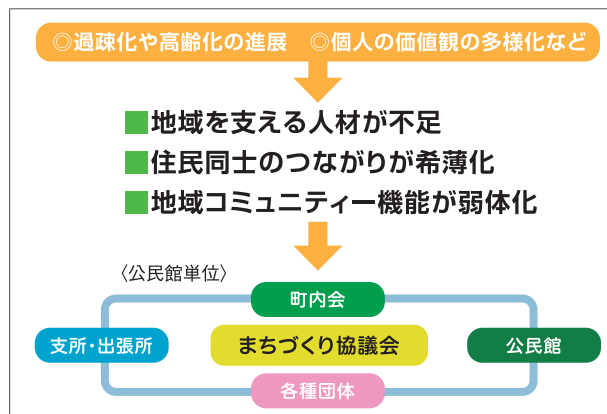 ◎過疎化や高齢化の進展　◎個人の価値観の多様化など
■地域を支える人材が不足
■住民同士のつながりが希薄化
■地域コミュニティー機能が弱体化
〈公民館単位〉
町内会
支所・出張所
まちづくり協議会
公民館
各種団体